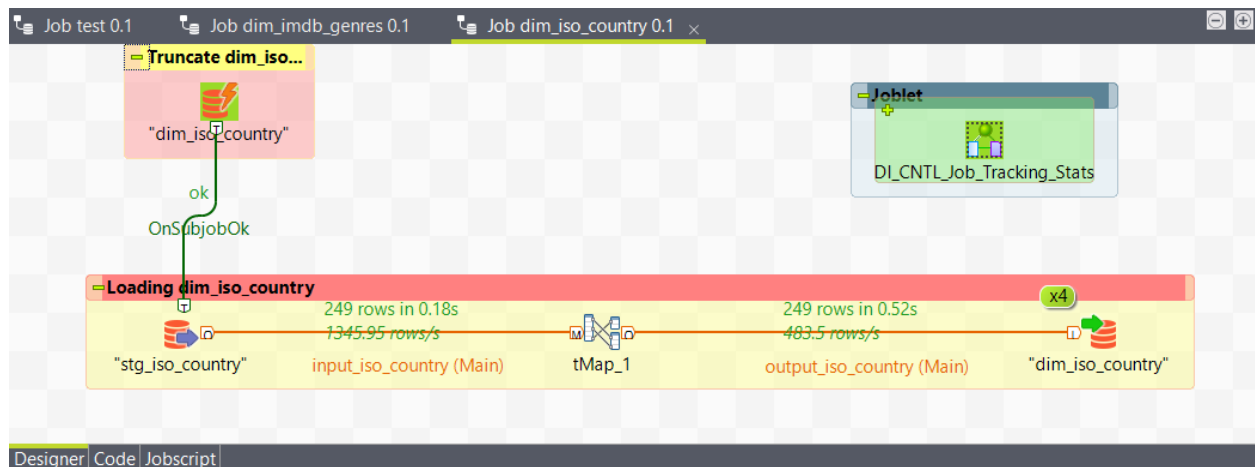 Job test 0.1
Job dim_imdb_genres 0.1
Job dim_iso_country 0.1
Truncate dim_iso...
"dim_iso_country"
T
ok
OnSubjobOk
Joblet
DI_CNTL_Job_Tracking_Stats
Loading dim_iso_country
T
249 rows in 0.18s
1345.95 rows/s
input_iso_country (Main)
"stg_iso_country"
O
M
O
tMap_1
249 rows in 0.52s
483.5 rows/s
output_iso_country (Main)
x4
I
"dim_iso_country"
Designer
Code
Jobscript